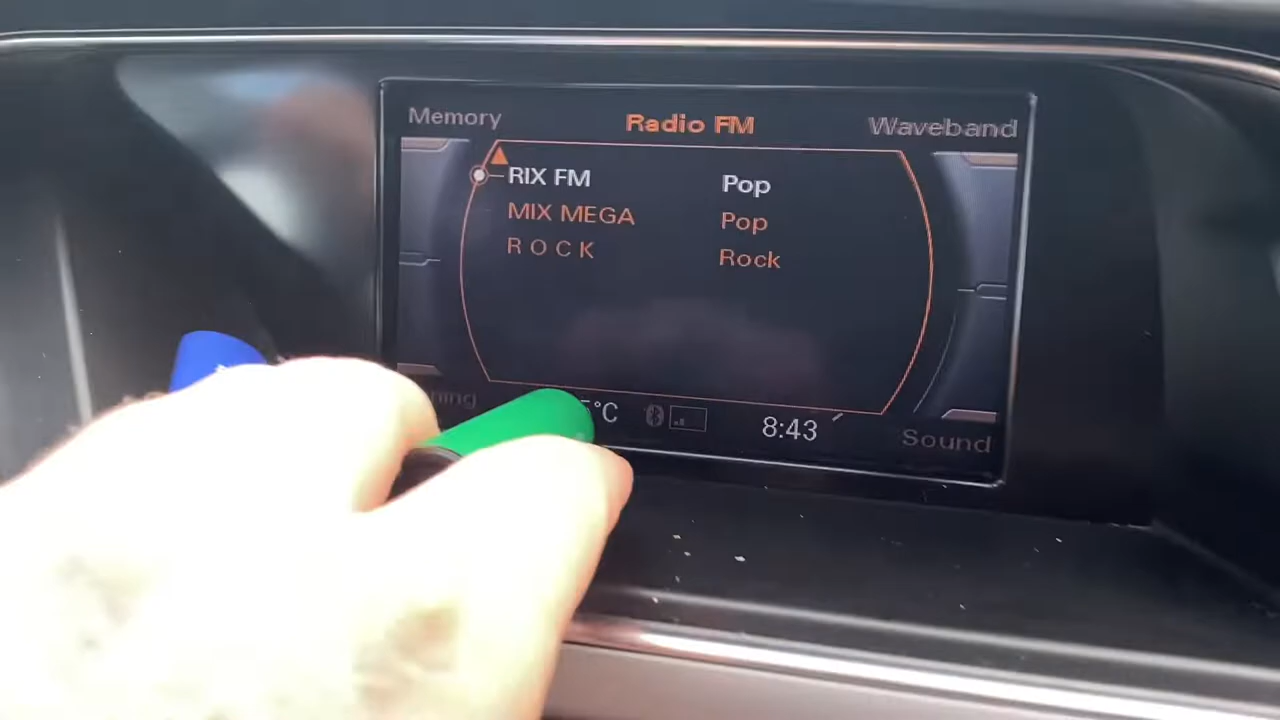 Memory
Radio FM
Waveband
RIX FM Pop
MIX MEGA Pop
R O C K Rock
°C
8:43
Sound